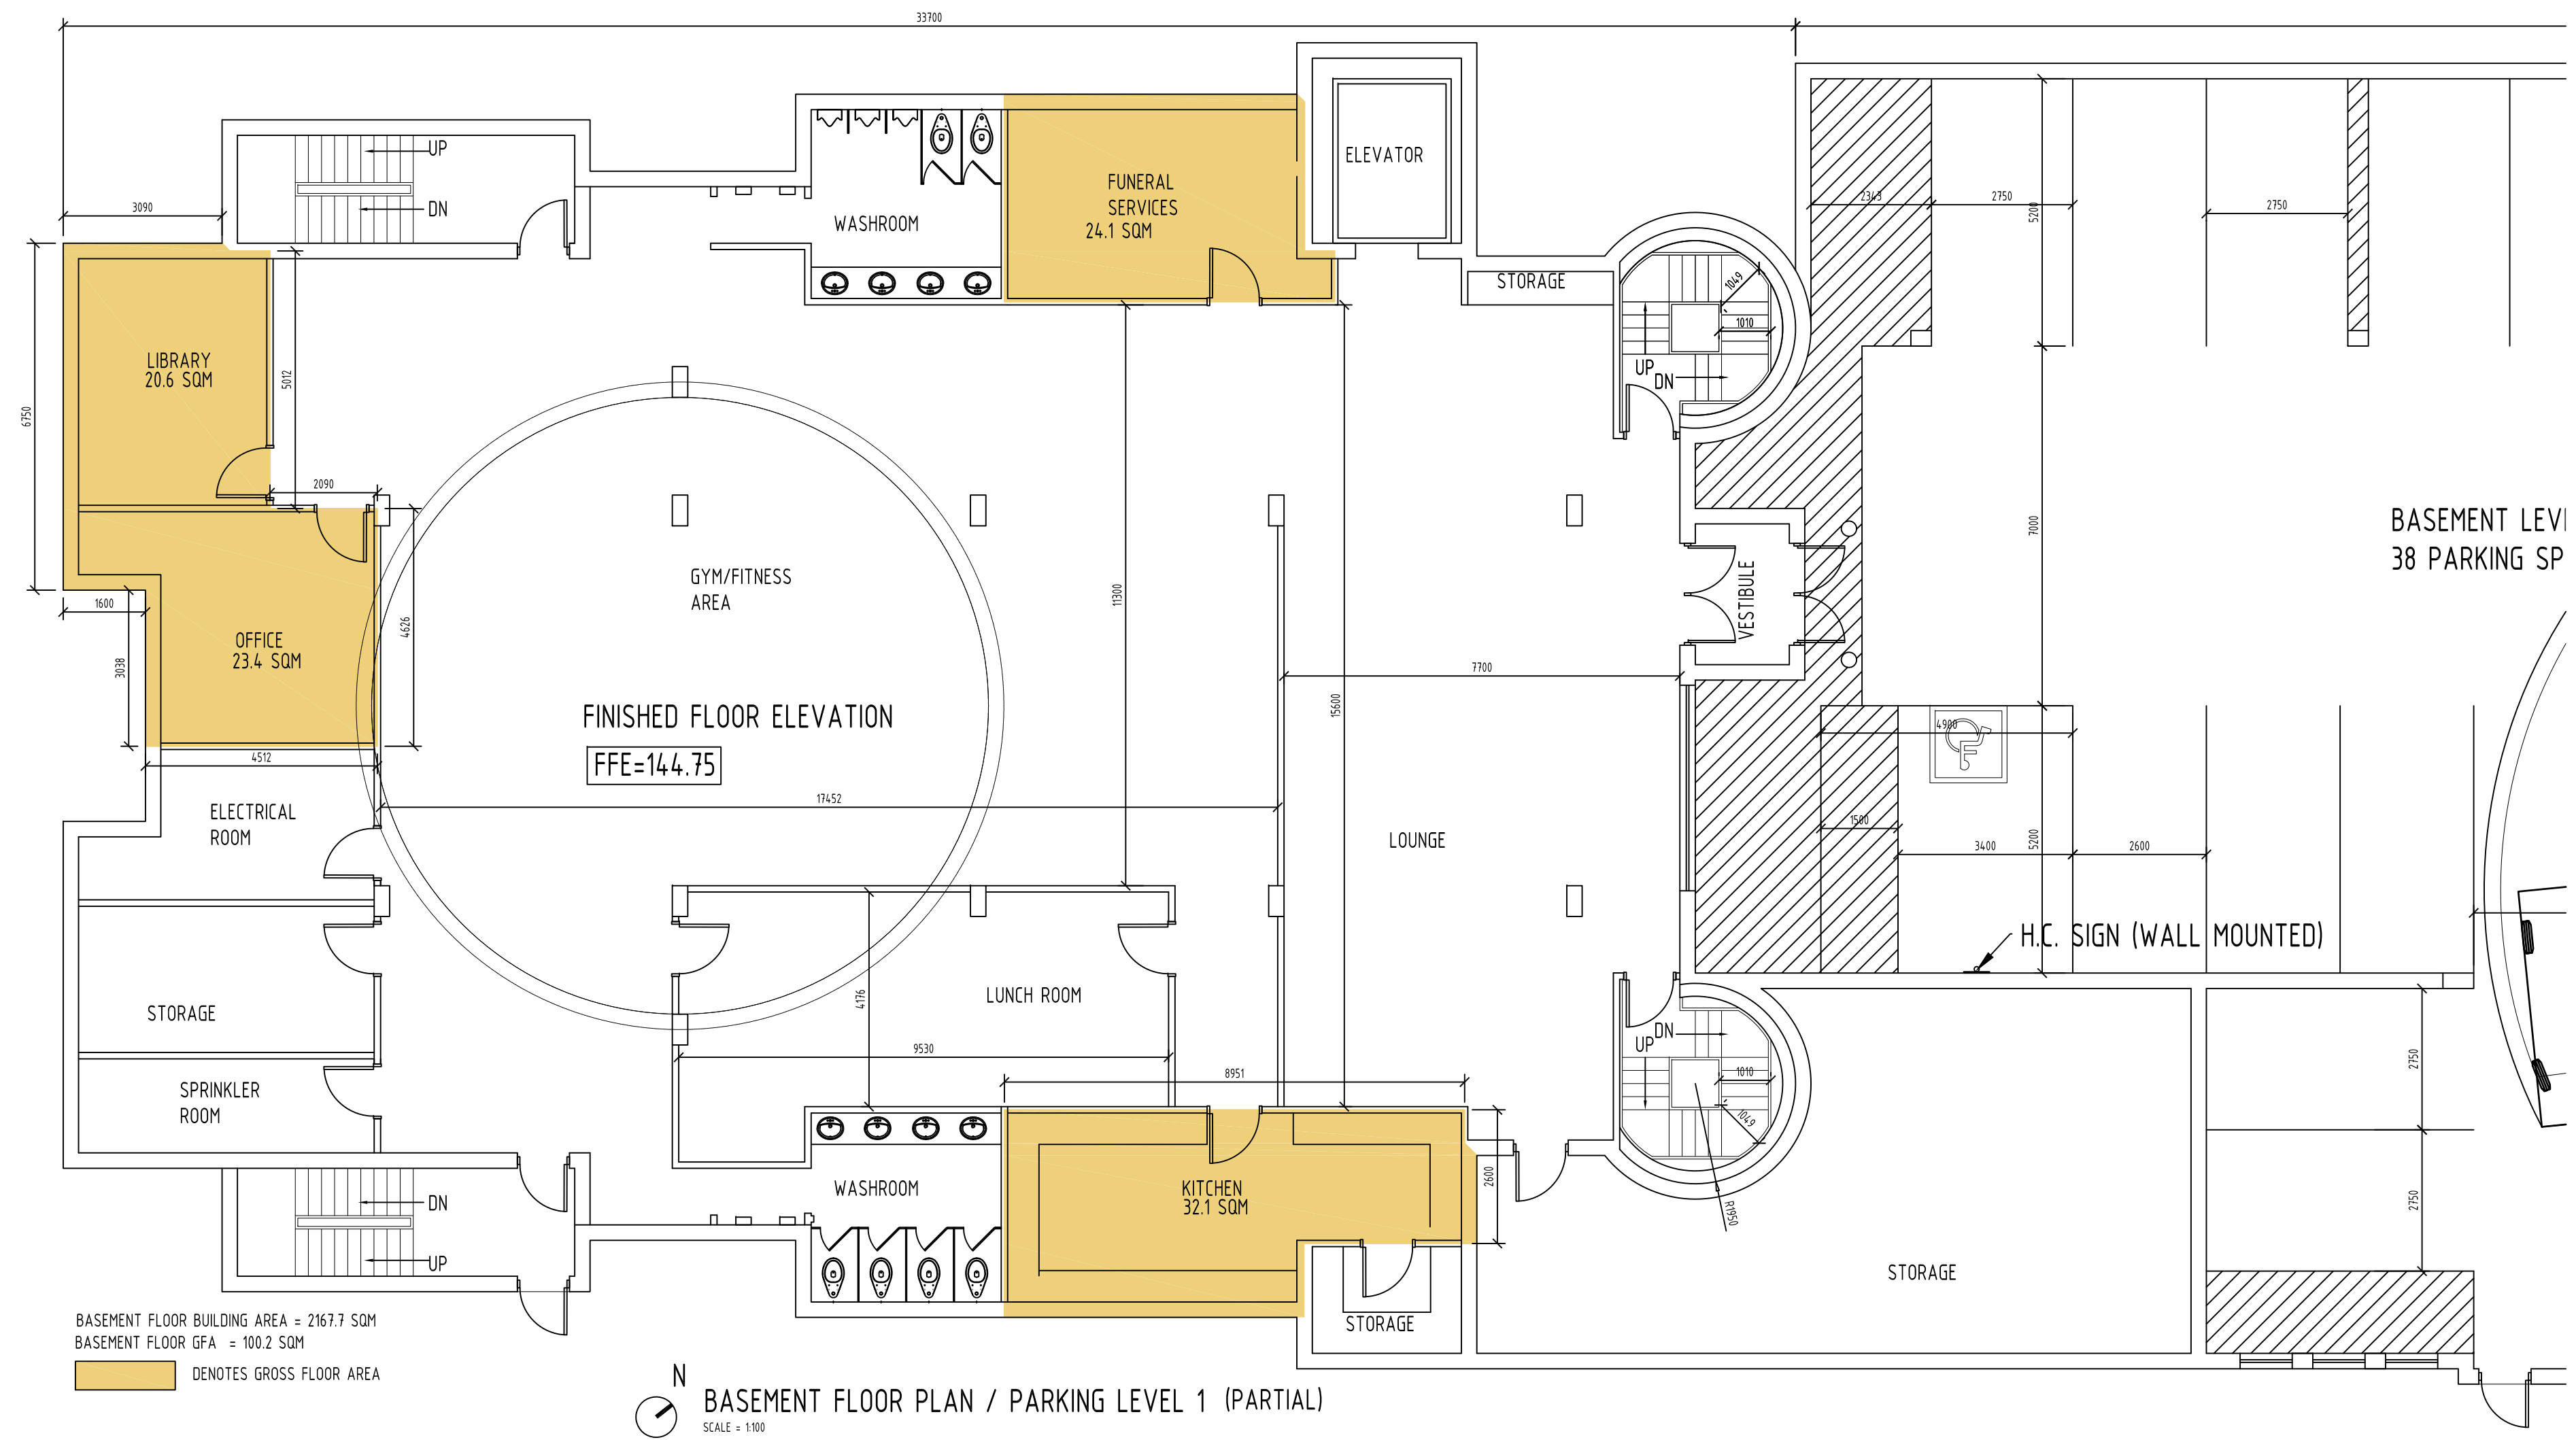 33700
UP
DN
3090
ELEVATOR
FUNERAL
SERVICES
24.1 SQM
WASHROOM
2343
2750
5200
2750
STORAGE
1049
1010
UP
DN
LIBRARY
20.6 SQM
5012
6750
2090
1600
OFFICE
23.4 SQM
3038
4626
4512
GYM/FITNESS
AREA
11300
FINISHED FLOOR ELEVATION
FFE=144.75
17452
7700
15600
VESTIBULE
7000
BASEMENT LEV
38 PARKING SP
4900
1500
3400
5200
2600
ELECTRICAL
ROOM
LOUNGE
H.C. SIGN (WALL MOUNTED)
STORAGE
4176
LUNCH ROOM
9530
SPRINKLER
ROOM
8951
DN
UP
1010
1049
R1950
2750
2750
WASHROOM
KITCHEN
32.1 SQM
2600
DN
UP
STORAGE
STORAGE
BASEMENT FLOOR BUILDING AREA = 2167.7 SQM
BASEMENT FLOOR GFA = 100.2 SQM
DENOTES GROSS FLOOR AREA
N
BASEMENT FLOOR PLAN / PARKING LEVEL 1 (PARTIAL)
SCALE = 1:100